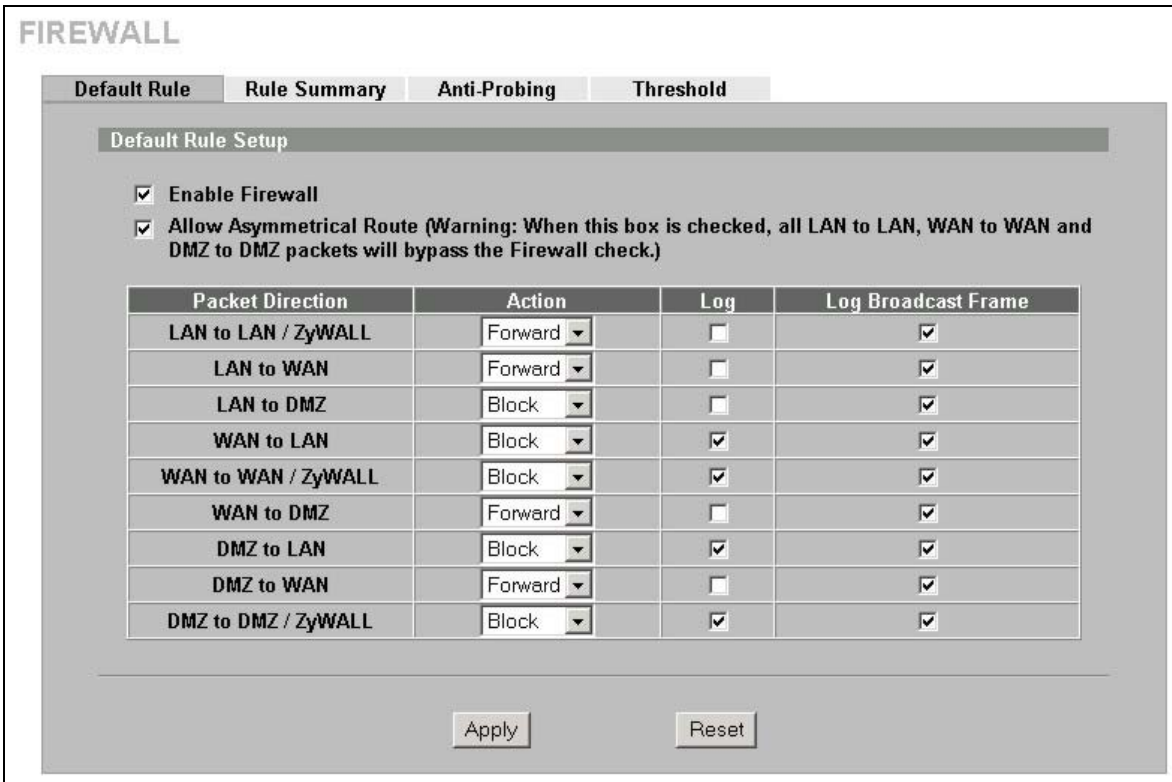 FIREWALL
Default Rule Rule Summary Anti-Probing Threshold
Default Rule Setup
Enable Firewall
Allow Asymmetrical Route (Warning: When this box is checked, all LAN to LAN, WAN to WAN and
DMZ to DMZ packets will bypass the Firewall check.)
Packet Direction Action Log Log Broadcast Frame
LAN to LAN / ZyWALL Forward
LAN to WAN Forward
LAN to DMZ Block
WAN to LAN Block
WAN to WAN / ZyWALL Block
WAN to DMZ Forward
DMZ to LAN Block
DMZ to WAN Forward
DMZ to DMZ / ZyWALL Block
Apply Reset